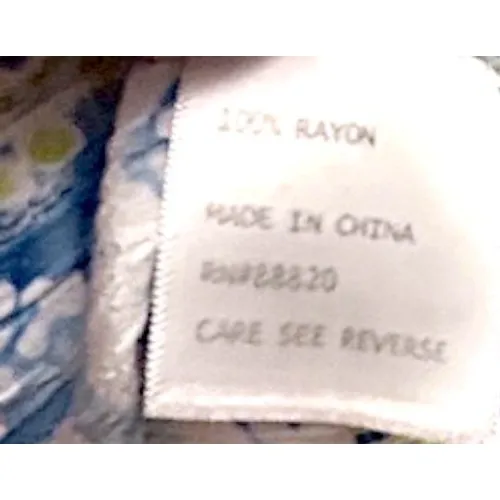 100% RAYON
MADE IN CHINA
RN#88820
CARE SEE REVERSE